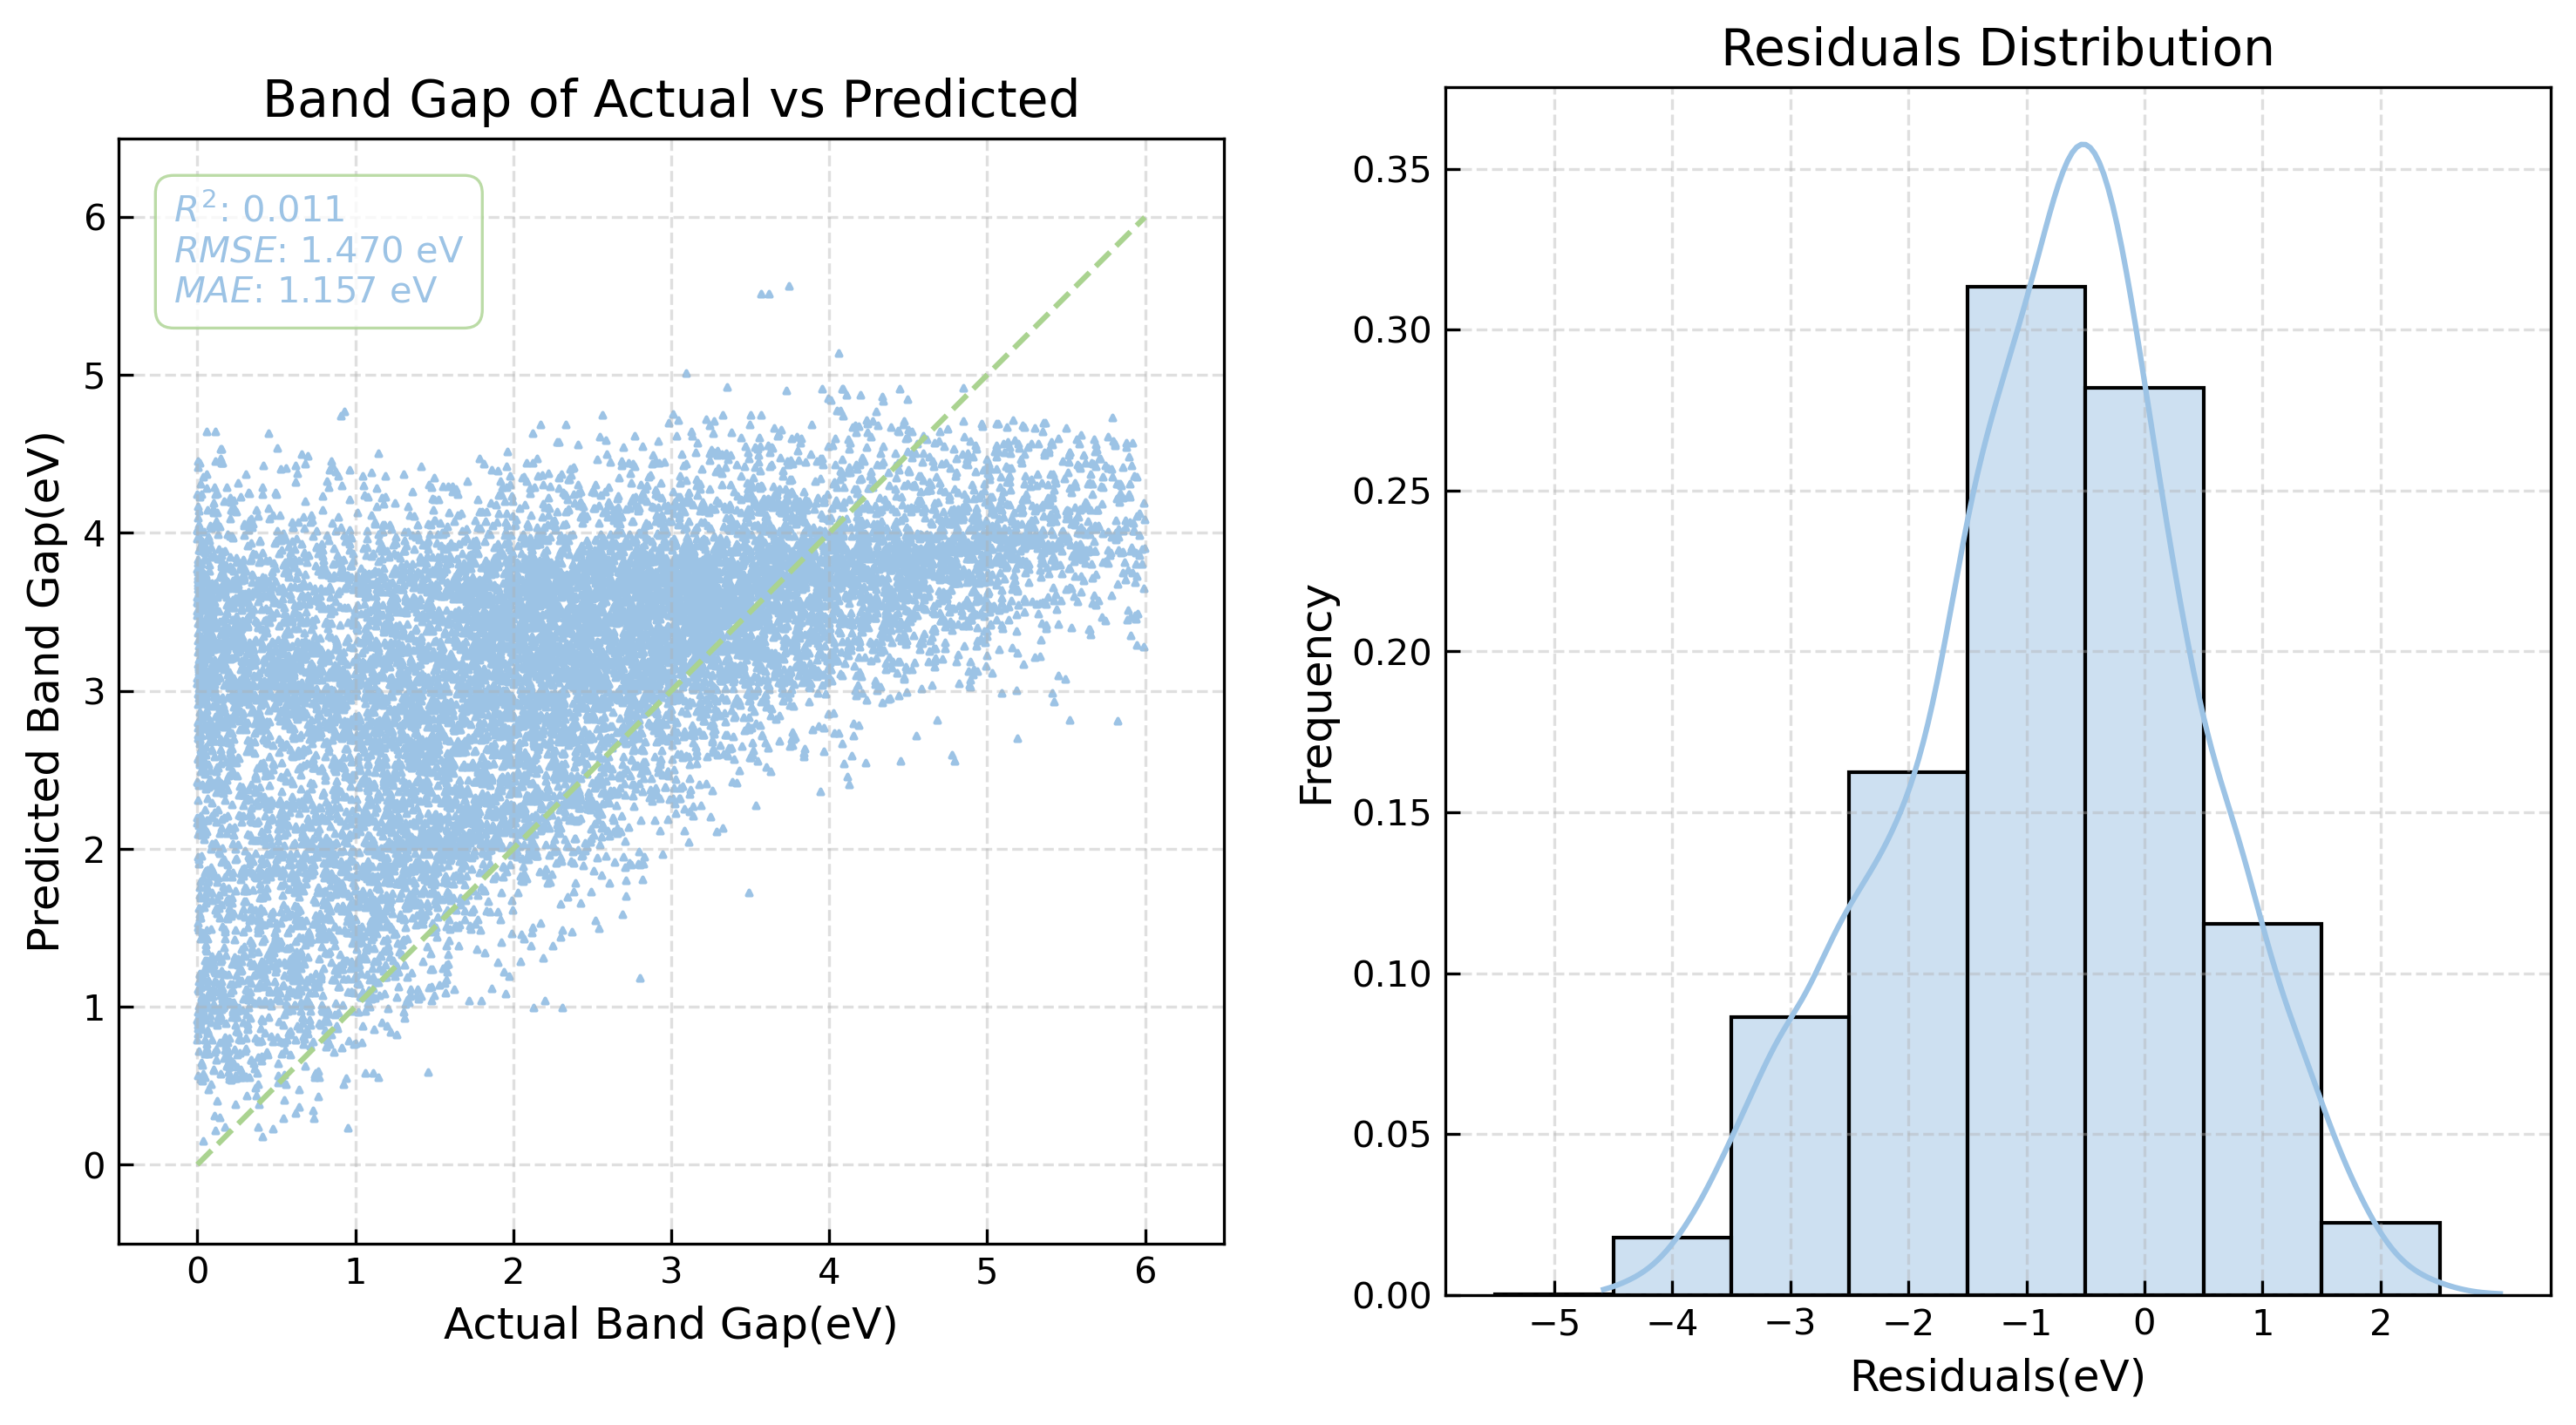 Band Gap of Actual vs Predicted
R²: 0.011
RMSE: 1.470 eV
MAE: 1.157 eV
Predicted Band Gap(eV)
6
5
4
3
2
1
0
0 1 2 3 4 5 6
Actual Band Gap(eV)
Residuals Distribution
Frequency
0.35
0.30
0.25
0.20
0.15
0.10
0.05
0.00
−5 −4 −3 −2 −1 0 1 2
Residuals(eV)